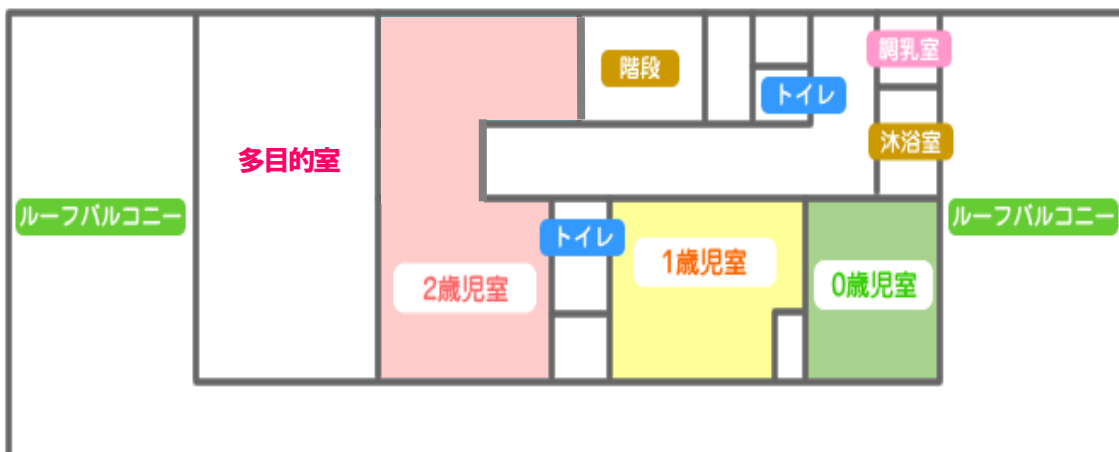 調乳室
階段
トイレ
沐浴室
多目的室
ルーフバルコニー
ルーフバルコニー
トイレ
1歳児室
2歳児室
0歳児室